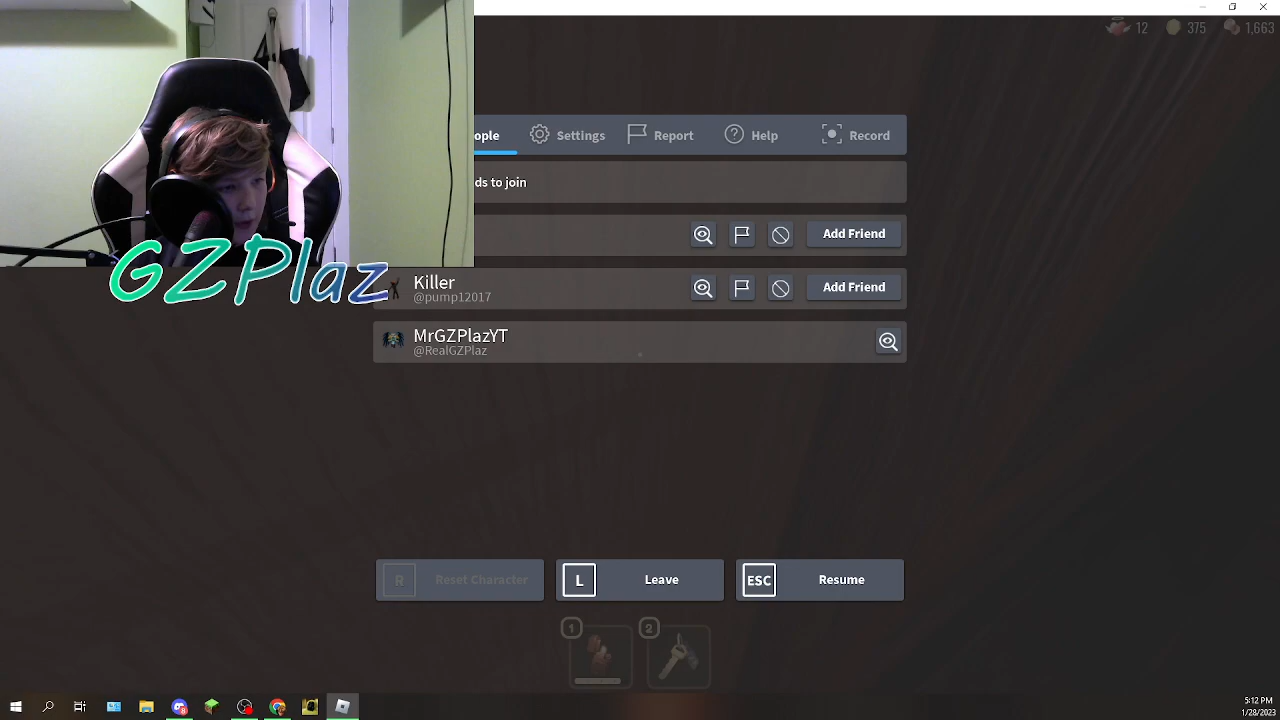 12 375 1,663
ople Settings Report Help Record
ds to join
Add Friend
Killer
@pump12017
Add Friend
MrGZPlazYT
@RealGZPlaz
GZPlaz
R Reset Character L Leave ESC Resume
1 2
5:12 PM
1/28/2023